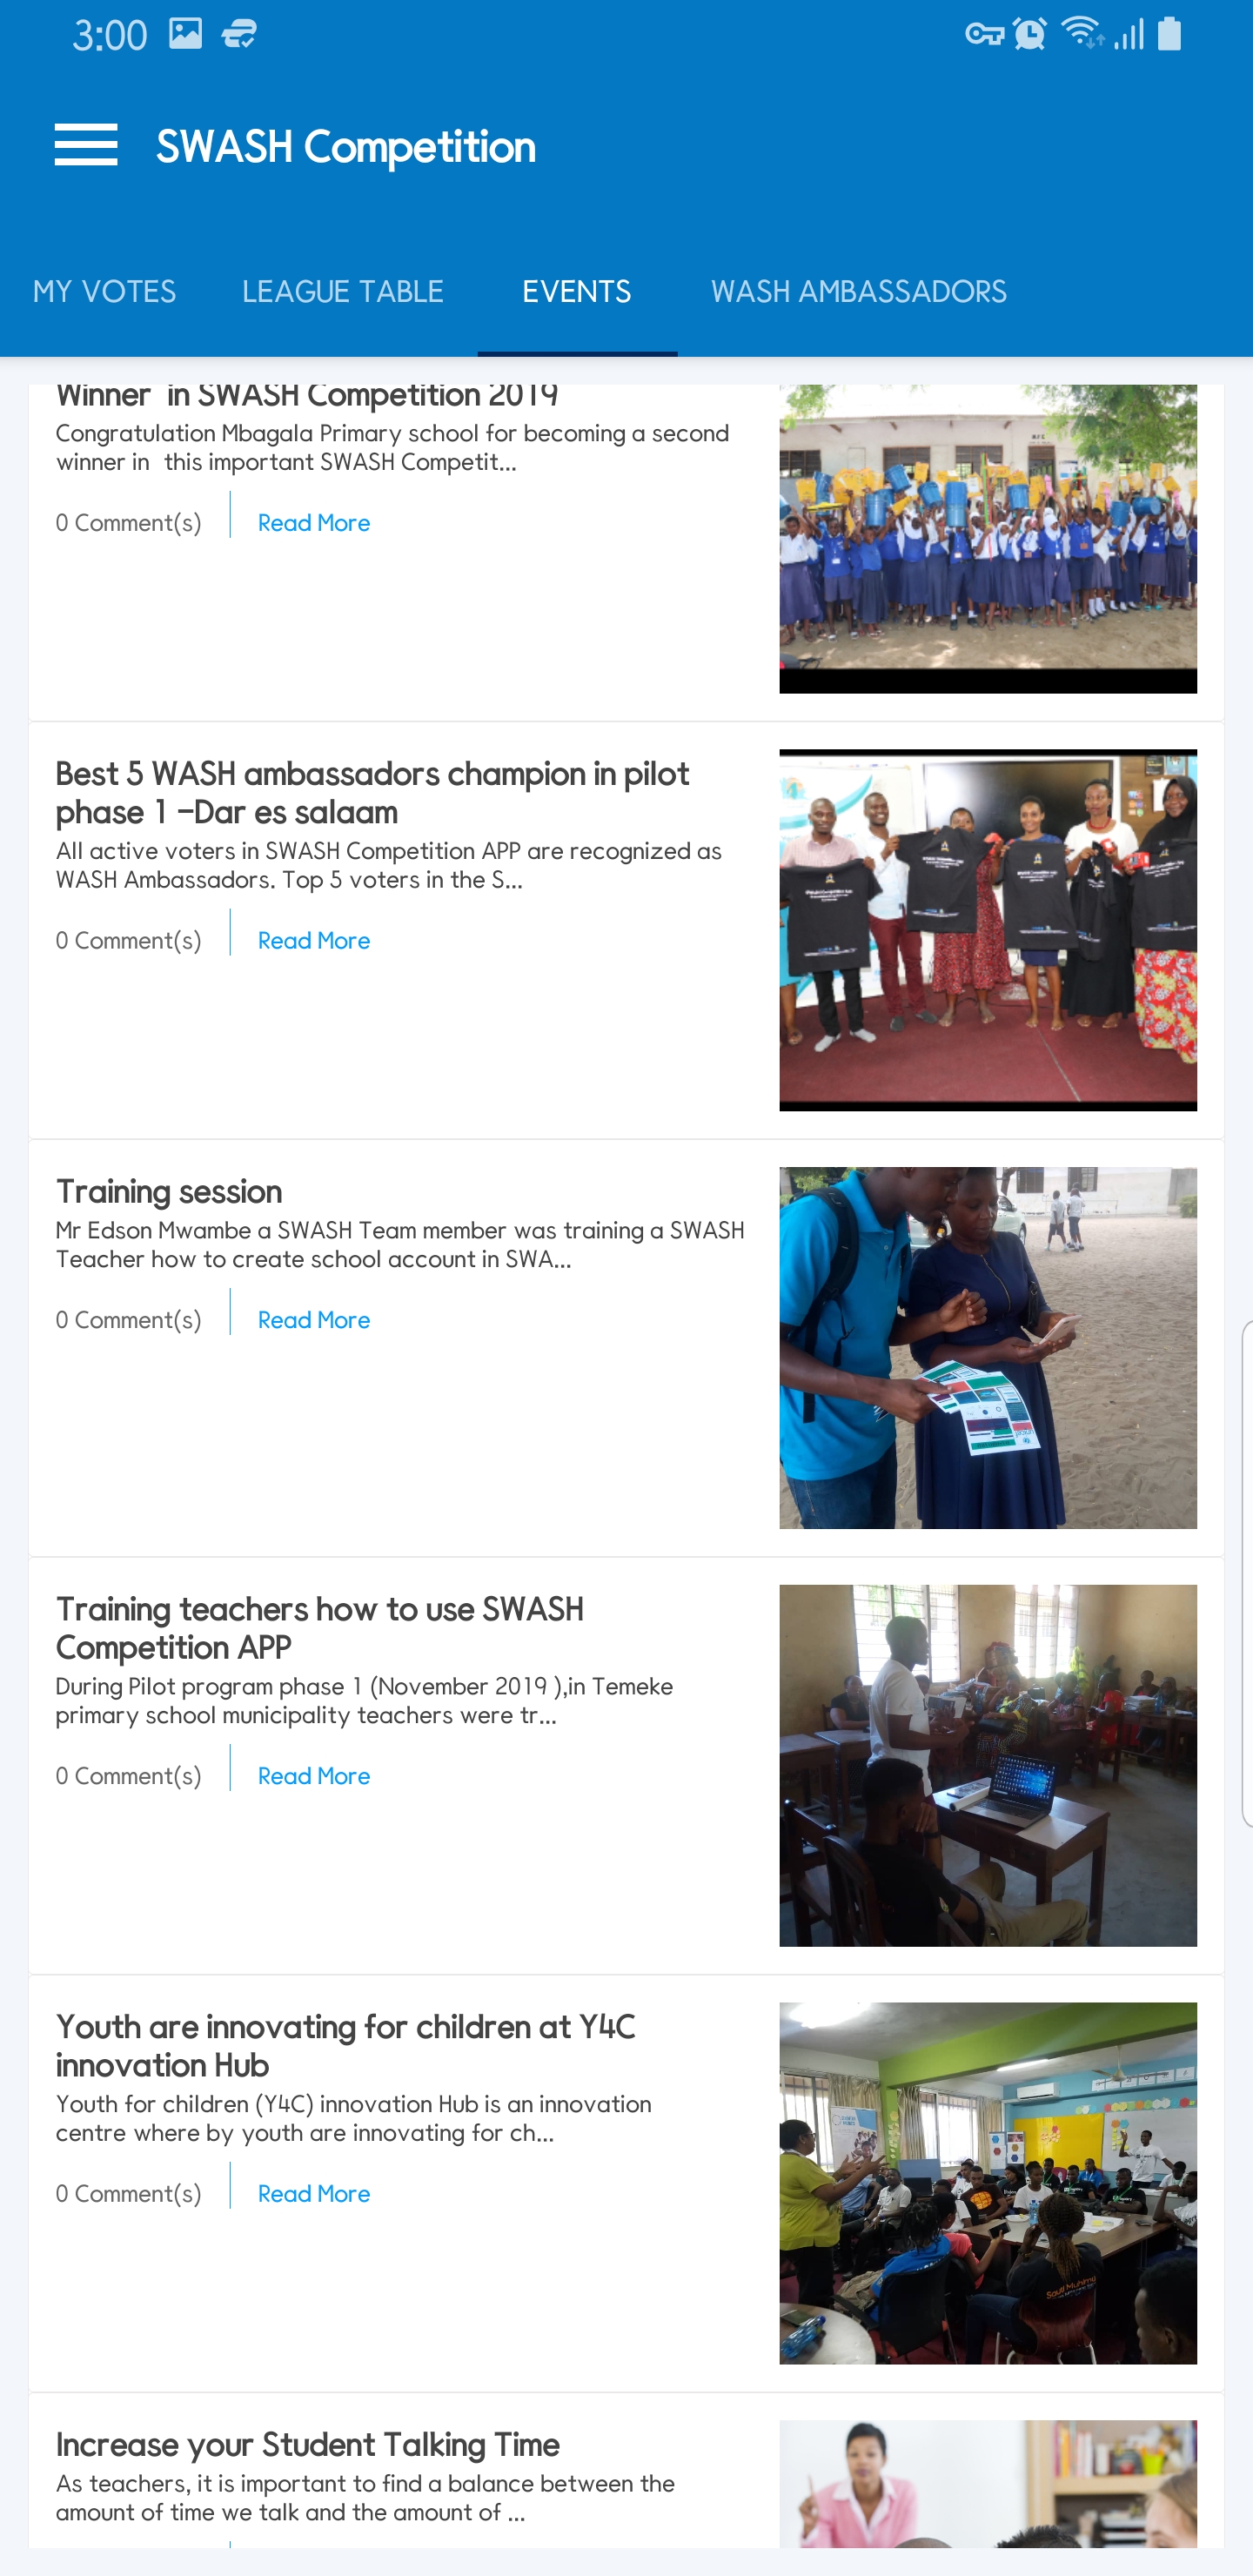 3:00
SWASH Competition
MY VOTES
LEAGUE TABLE
EVENTS
WASH AMBASSADORS
Winner  in SWASH Competition 2019
Congratulation Mbagala Primary school for becoming a second
winner in  this important SWASH Competit...
0 Comment(s)
Read More
Best 5 WASH ambassadors champion in pilot
phase 1 –Dar es salaam
All active voters in SWASH Competition APP are recognized as
WASH Ambassadors. Top 5 voters in the S...
0 Comment(s)
Read More
Training session
Mr Edson Mwambe a SWASH Team member was training a SWASH
Teacher how to create school account in SWA...
0 Comment(s)
Read More
Training teachers how to use SWASH
Competition APP
During Pilot program phase 1 (November 2019 ),in Temeke
primary school municipality teachers were tr...
0 Comment(s)
Read More
Youth are innovating for children at Y4C
innovation Hub
Youth for children (Y4C) innovation Hub is an innovation
centre where by youth are innovating for ch...
0 Comment(s)
Read More
Increase your Student Talking Time
As teachers, it is important to find a balance between the
amount of time we talk and the amount of ...